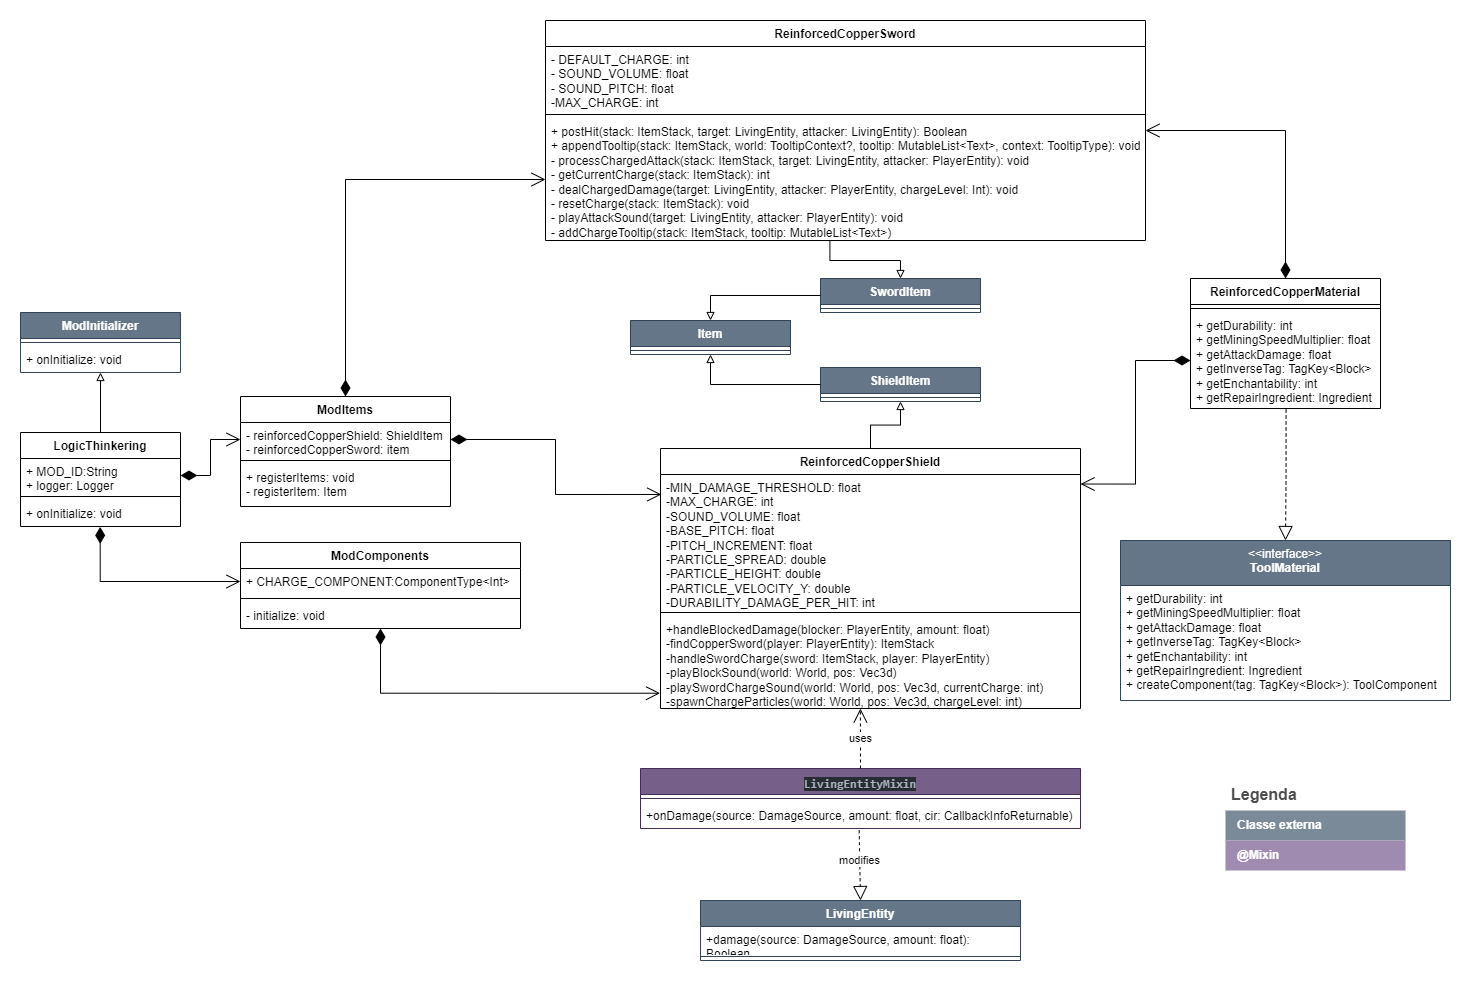 ReinforcedCopperSword
- DEFAULT_CHARGE: int
- SOUND_VOLUME: float
- SOUND_PITCH: float
-MAX_CHARGE: int
+ postHit(stack: ItemStack, target: LivingEntity, attacker: LivingEntity): Boolean
+ appendTooltip(stack: ItemStack, world: TooltipContext?, tooltip: MutableList<Text>, context: TooltipType): void
- processChargedAttack(stack: ItemStack, target: LivingEntity, attacker: PlayerEntity): void
- getCurrentCharge(stack: ItemStack): int
- dealChargedDamage(target: LivingEntity, attacker: PlayerEntity, chargeLevel: Int): void
- resetCharge(stack: ItemStack): void
- playAttackSound(target: LivingEntity, attacker: PlayerEntity): void
- addChargeTooltip(stack: ItemStack, tooltip: MutableList<Text>)
SwordItem
Item
ShieldItem
ReinforcedCopperMaterial
+ getDurability: int
+ getMiningSpeedMultiplier: float
+ getAttackDamage: float
+ getInverseTag: TagKey<Block>
+ getEnchantability: int
+ getRepairIngredient: Ingredient
ModInitializer
+ onInitialize: void
LogicThinkering
+ MOD_ID:String
+ logger: Logger
+ onInitialize: void
ModItems
- reinforcedCopperShield: ShieldItem
- reinforcedCopperSword: item
+ registerItems: void
- registerItem: Item
ModComponents
+ CHARGE_COMPONENT:ComponentType<Int>
- initialize: void
ReinforcedCopperShield
-MIN_DAMAGE_THRESHOLD: float
-MAX_CHARGE: int
-SOUND_VOLUME: float
-BASE_PITCH: float
-PITCH_INCREMENT: float
-PARTICLE_SPREAD: double
-PARTICLE_HEIGHT: double
-PARTICLE_VELOCITY_Y: double
-DURABILITY_DAMAGE_PER_HIT: int
+handleBlockedDamage(blocker: PlayerEntity, amount: float)
-findCopperSword(player: PlayerEntity): ItemStack
-handleSwordCharge(sword: ItemStack, player: PlayerEntity)
-playBlockSound(world: World, pos: Vec3d)
-playSwordChargeSound(world: World, pos: Vec3d, currentCharge: int)
-spawnChargeParticles(world: World, pos: Vec3d, chargeLevel: int)
<<interface>>
ToolMaterial
+ getDurability: int
+ getMiningSpeedMultiplier: float
+ getAttackDamage: float
+ getInverseTag: TagKey<Block>
+ getEnchantability: int
+ getRepairIngredient: Ingredient
+ createComponent(tag: TagKey<Block>): ToolComponent
uses
LivingEntityMixin
+onDamage(source: DamageSource, amount: float, cir: CallbackInfoReturnable)
modifies
LivingEntity
+damage(source: DamageSource, amount: float):
Boolean
Legenda
Classe externa
@Mixin